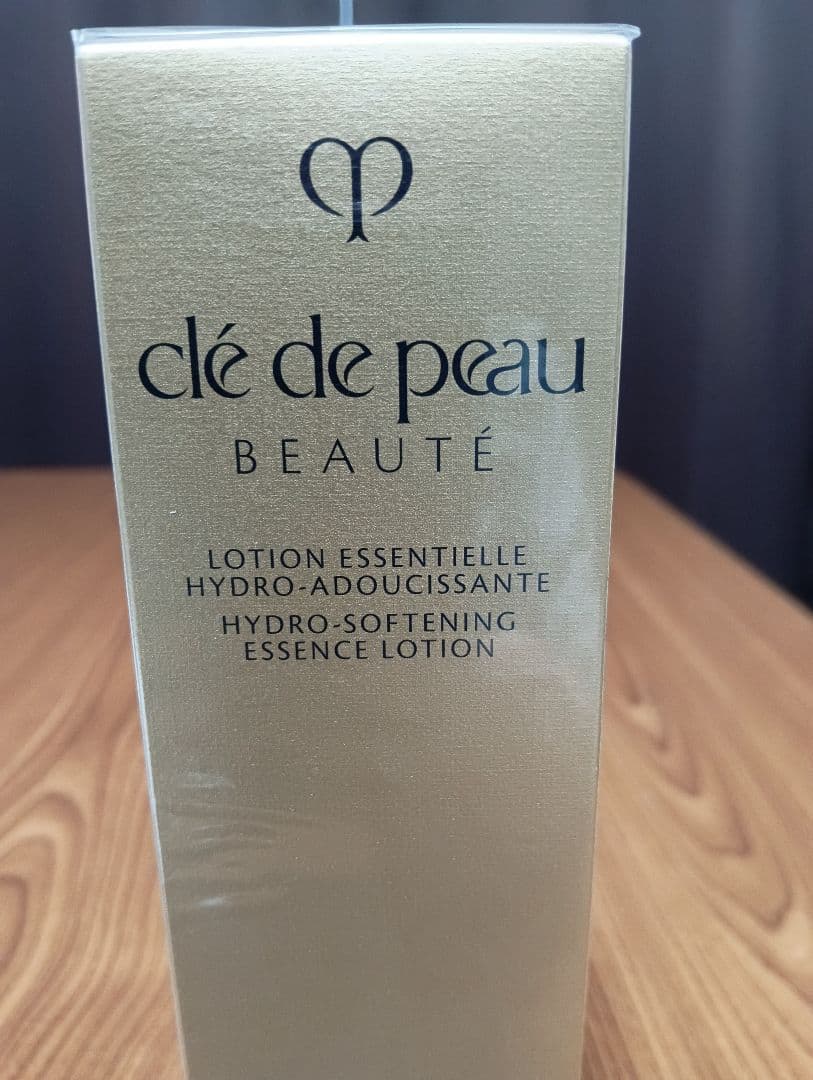 clé de peau
BEAUTÉ
LOTION ESSENTIELLE
HYDRO-ADOUCISSANTE
HYDRO-SOFTENING
ESSENCE LOTION